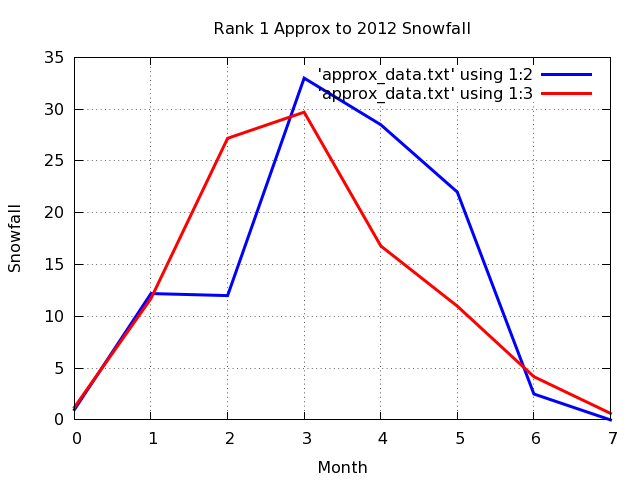 Rank 1 Approx to 2012 Snowfall
'approx_data.txt' using 1:2
'approx_data.txt' using 1:3
35
30
25
20
15
10
5
0
Snowfall
0 1 2 3 4 5 6 7
Month